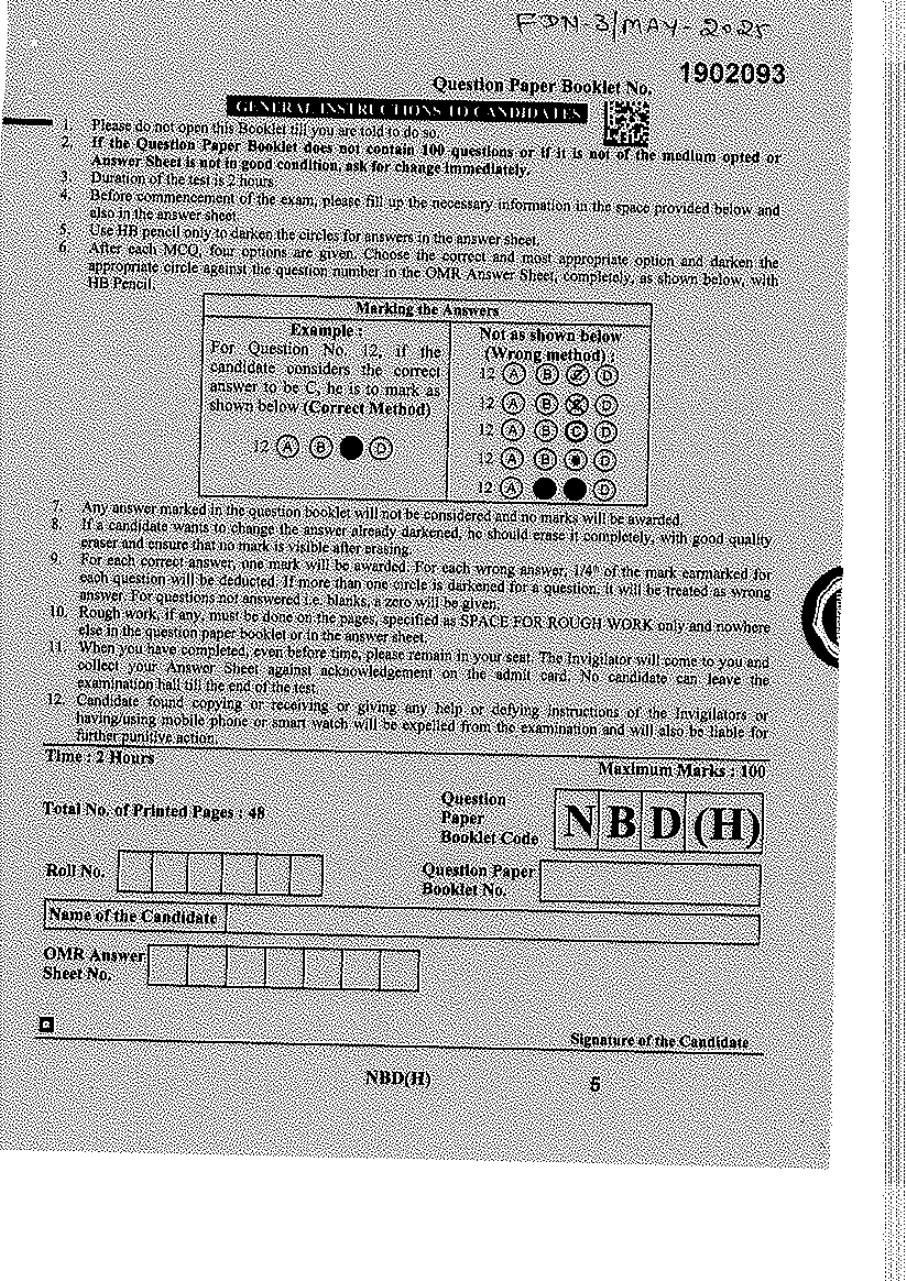 FDN-3/MAY-2025
Question Paper Booklet No. 1902093
GENERAL INSTRUCTIONS TO CANDIDATES
1. Please do not open this Booklet till you are told to do so.
2. If the Question Paper Booklet does not contain 100 questions or if it is not of the medium opted or
Answer Sheet is not in good condition, ask for change immediately.
3. Duration of the test is 2 hours
4. Before commencement of the exam, please fill up the necessary information in the space provided below and
also in the answer sheet.
5. Use HB pencil only to darken the circles for answers in the answer sheet.
6. After each MCQ, four options are given. Choose the correct and most appropriate option and darken the
appropriate circle against the question number in the OMR Answer Sheet, completely, as shown below, with
HB Pencil.
Marking the Answers
Example :
For Question No. 12, if the
candidate considers the correct
answer to be C, he is to mark as
shown below (Correct Method)
12 A B D
Not as shown below
(Wrong method) :
12 A B C D
12 A B C D
12 A B C D
12 A B D
12 A D
7. Any answer marked in the question booklet will not be considered and no marks will be awarded.
8. If a candidate wants to change the answer already darkened, he should erase it completely, with good quality
eraser and ensure that no mark is visible after erasing.
9. For each correct answer, one mark will be awarded. For each wrong answer, 1/4th of the mark earmarked for
each question will be deducted. If more than one circle is darkened for a question, it will be treated as wrong
answer. For questions not answered i.e. blanks, a zero will be given.
10. Rough work, if any, must be done on the pages, specified as SPACE FOR ROUGH WORK only and nowhere
else in the question paper booklet or in the answer sheet.
11. When you have completed, even before time, please remain in your seat. The Invigilator will come to you and
collect your Answer Sheet against acknowledgement on the admit card. No candidate can leave the
examination hall till the end of the test.
12. Candidate found copying or receiving or giving any help or defying instructions of the Invigilators or
having/using mobile phone or smart watch will be expelled from the examination and will also be liable for
further punitive action.
Time : 2 Hours
Maximum Marks : 100
Total No. of Printed Pages : 48
Question
Paper
Booklet Code
N B D (H)
Roll No.
Question Paper
Booklet No.
Name of the Candidate
OMR Answer
Sheet No.
Signature of the Candidate
NBD(H)
5